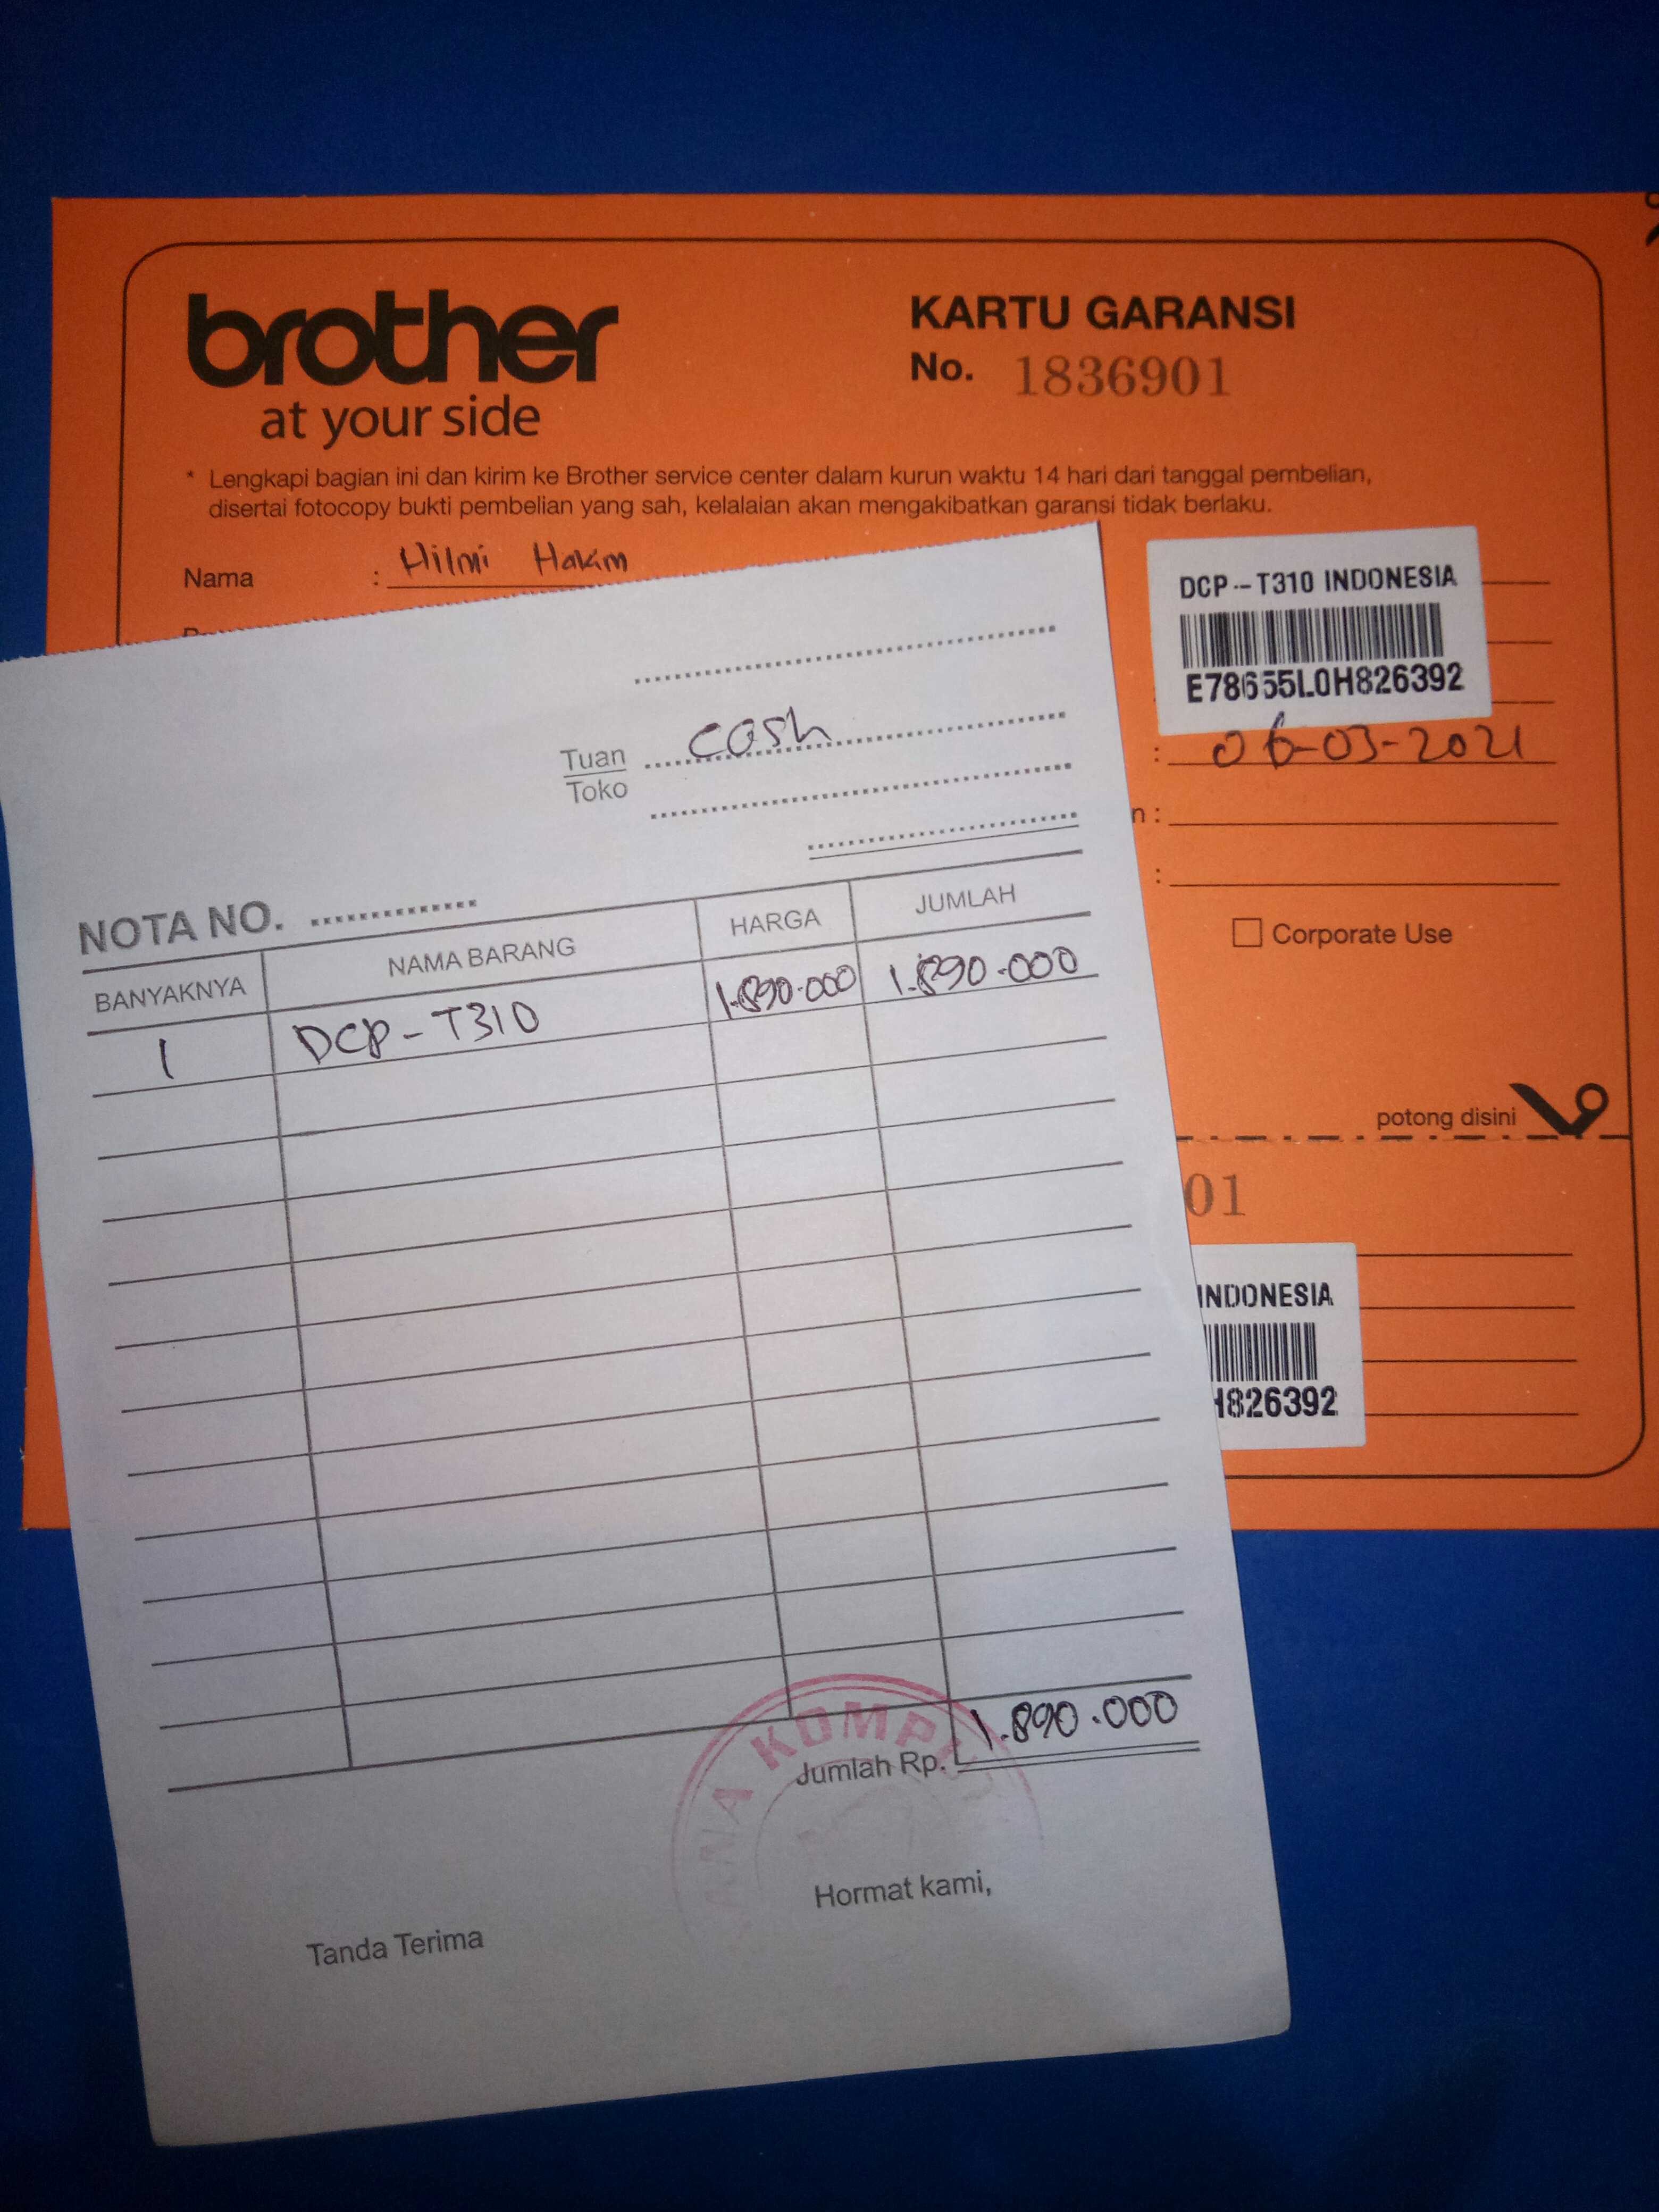 brother
at your side
KARTU GARANSI
No. 1836901
* Lengkapi bagian ini dan kirim ke Brother service center dalam kurun waktu 14 hari dari tanggal pembelian,
disertai fotocopy bukti pembelian yang sah, kelalaian akan mengakibatkan garansi tidak berlaku.
Nama : Hilmi Hakim
DCP-T310 INDONESIA
E78655L0H826392
: 06-03-2021
n :
:
Corporate Use
potong disini
01
INDONESIA
H826392
Tuan
Toko
cash
NOTA NO.
BANYAKNYA NAMA BARANG HARGA JUMLAH
1 DCP-T310 1.890.000 1.890.000
Jumlah Rp. 1.890.000
KOMP
Tanda Terima
Hormat kami,